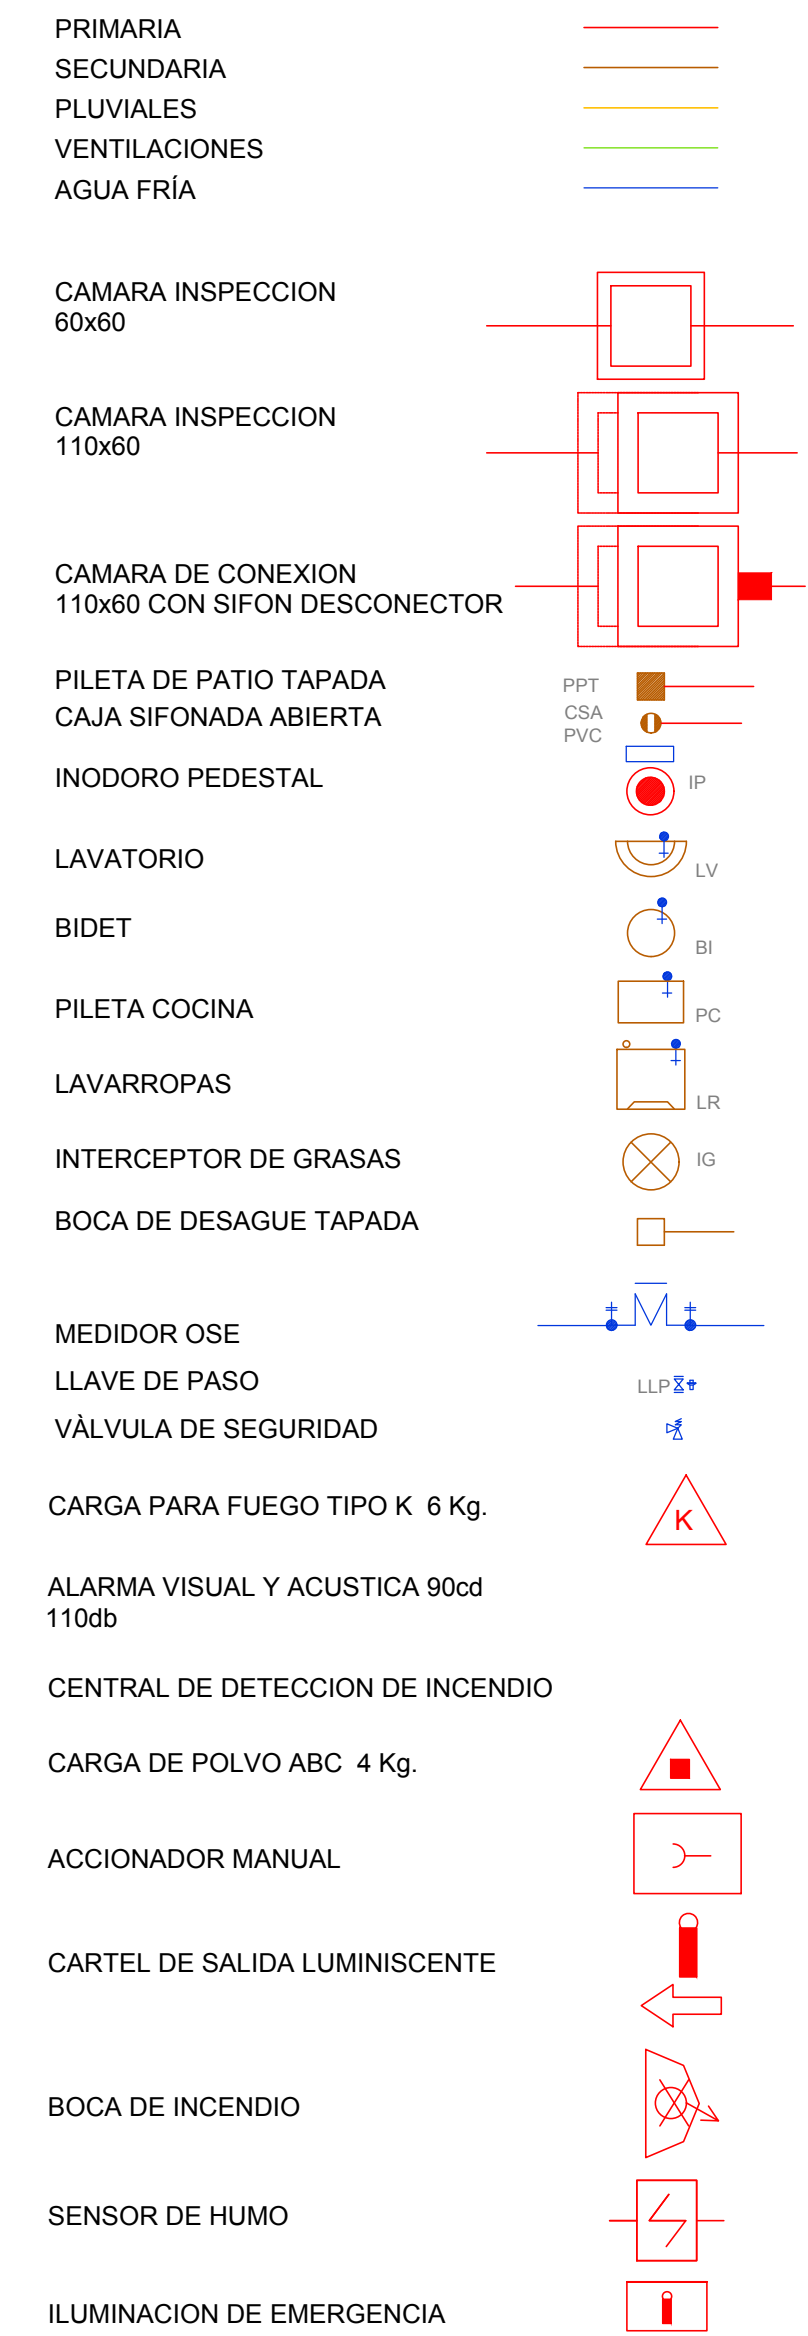 PRIMARIA
SECUNDARIA
PLUVIALES
VENTILACIONES
AGUA FRÍA
CAMARA INSPECCION
60x60
CAMARA INSPECCION
110x60
CAMARA DE CONEXION
110x60 CON SIFON DESCONECTOR
PILETA DE PATIO TAPADA PPT
CAJA SIFONADA ABIERTA CSA
PVC
INODORO PEDESTAL IP
LAVATORIO LV
BIDET BI
PILETA COCINA PC
LAVARROPAS LR
INTERCEPTOR DE GRASAS IG
BOCA DE DESAGUE TAPADA
MEDIDOR OSE
LLAVE DE PASO LLP
VÀLVULA DE SEGURIDAD
CARGA PARA FUEGO TIPO K 6 Kg. K
ALARMA VISUAL Y ACUSTICA 90cd
110db
CENTRAL DE DETECCION DE INCENDIO
CARGA DE POLVO ABC 4 Kg.
ACCIONADOR MANUAL
CARTEL DE SALIDA LUMINISCENTE
BOCA DE INCENDIO
SENSOR DE HUMO
ILUMINACION DE EMERGENCIA